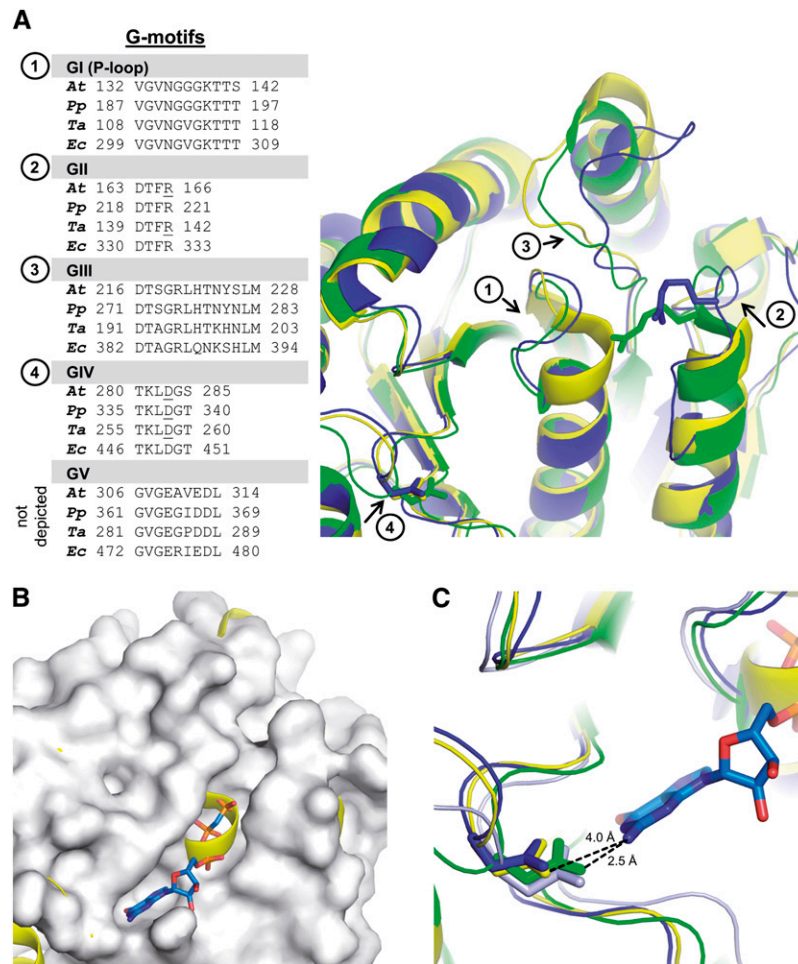 A
G-motifs
1 GI (P-loop)
At 132 VGVNGGGKTTS 142
Pp 187 VGVNGGGKTTT 197
Ta 108 VGVNGVGKTTT 118
Ec 299 VGVNGVGKTTT 309
2 GII
At 163 DTFR 166
Pp 218 DTFR 221
Ta 139 DTFR 142
Ec 330 DTFR 333
3 GIII
At 216 DTSGRLHTNYSLM 228
Pp 271 DTSGRLHTNYNLM 283
Ta 191 DTAGRLHTKHNLM 203
Ec 382 DTAGRLQNKSHLM 394
4 GIV
At 280 TKLDGS 285
Pp 335 TKLDGT 340
Ta 255 TKLDGT 260
Ec 446 TKLDGT 451
GV
not depicted
At 306 GVGEAVEDL 314
Pp 361 GVGEGIDDL 369
Ta 281 GVGEGPDDL 289
Ec 472 GVGERIEDL 480
3
1
2
4
B
C
4.0 Å
2.5 Å